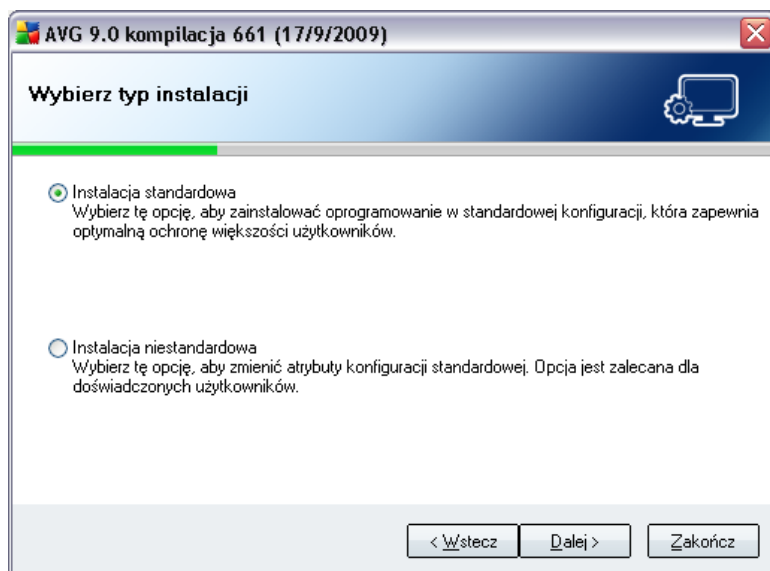 AVG 9.0 kompilacja 661 (17/9/2009)
Wybierz typ instalacji
Instalacja standardowa
Wybierz tę opcję, aby zainstalować oprogramowanie w standardowej konfiguracji, która zapewnia
optymalną ochronę większości użytkowników.
Instalacja niestandardowa
Wybierz tę opcję, aby zmienić atrybuty konfiguracji standardowej. Opcja jest zalecana dla
doświadczonych użytkowników.
< Wstecz
Dalej >
Zakończ